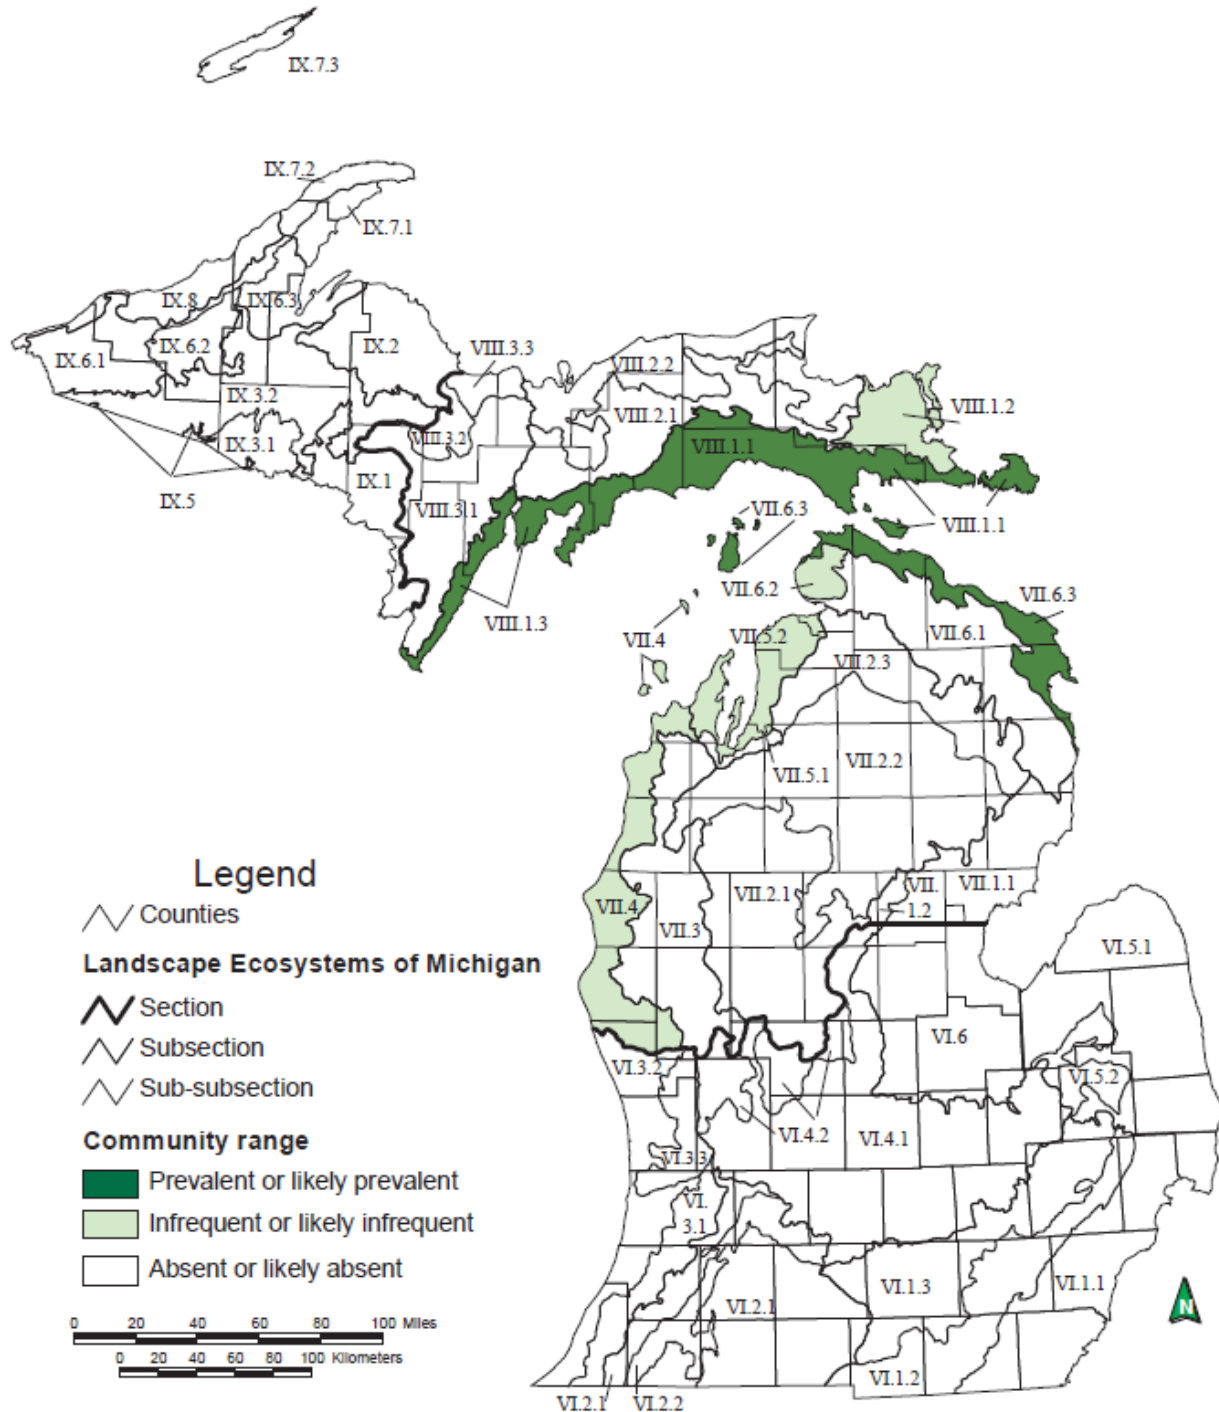 IX.7.3
IX.7.2
IX.7.1
IX.8
IX.6.3
IX.6.1
IX.6.2
IX.2
VIII.3.3
VIII.2.2
IX.3.2
VIII.2.1
VIII.1.2
IX.3.1
VIII.3.2
VIII.1.1
IX.5
IX.1
VIII.3.1
VII.6.3
VIII.1.1
VIII.1.3
VII.6.2
VII.6.3
VII.4
VII.5.2
VII.6.1
VII.2.3
VII.5.1
VII.2.2
Legend
Counties
Landscape Ecosystems of Michigan
Section
Subsection
Sub-subsection
Community range
Prevalent or likely prevalent
Infrequent or likely infrequent
Absent or likely absent
0 20 40 60 80 100 Miles
0 20 40 60 80 100 Kilometers
VII.4
VII.3
VII.2.1
VII.
1.2
VII.1.1
VI.5.1
VI.6
VI.3.2
VI.5.2
VI.4.2
VI.4.1
VI.3.3
VI.
3.1
VI.2.1
VI.1.3
VI.1.1
N
VI.1.2
VI.2.1
VI.2.2